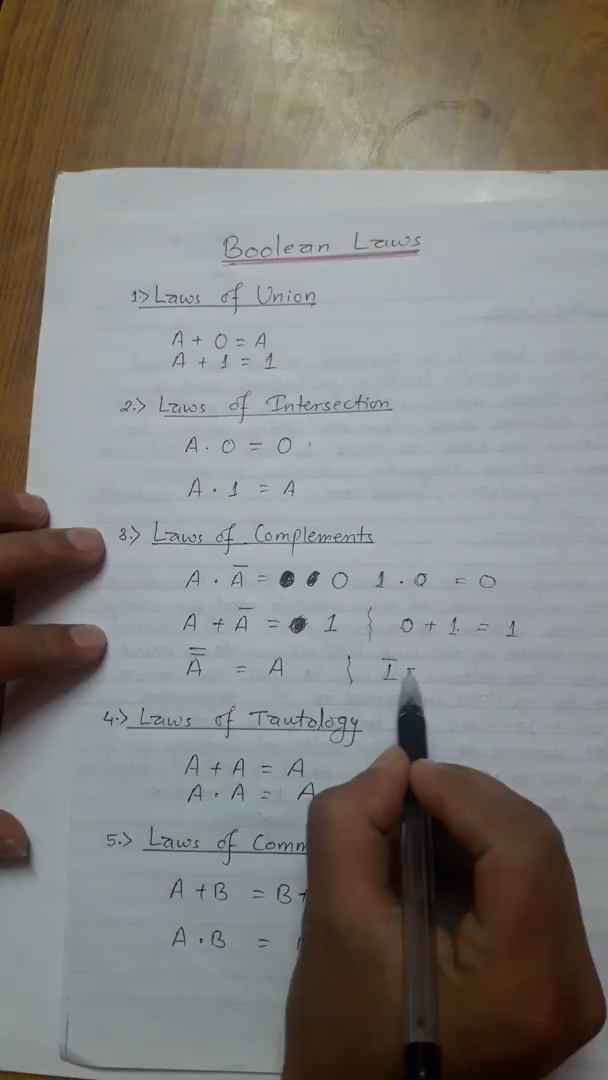 Boolean Laws
1.> Laws of Union
A + 0 = A
A + 1 = 1
2.> Laws of Intersection
A . 0 = 0
A . 1 = A
3.> Laws of Complements
A . A̅ = 0 1 . 0 = 0
A + A̅ = 1 } 0 + 1 = 1
A̿ = A }
4.> Laws of Tautology
A + A = A
A . A = A
5.> Laws of
A + B = B +
A . B =